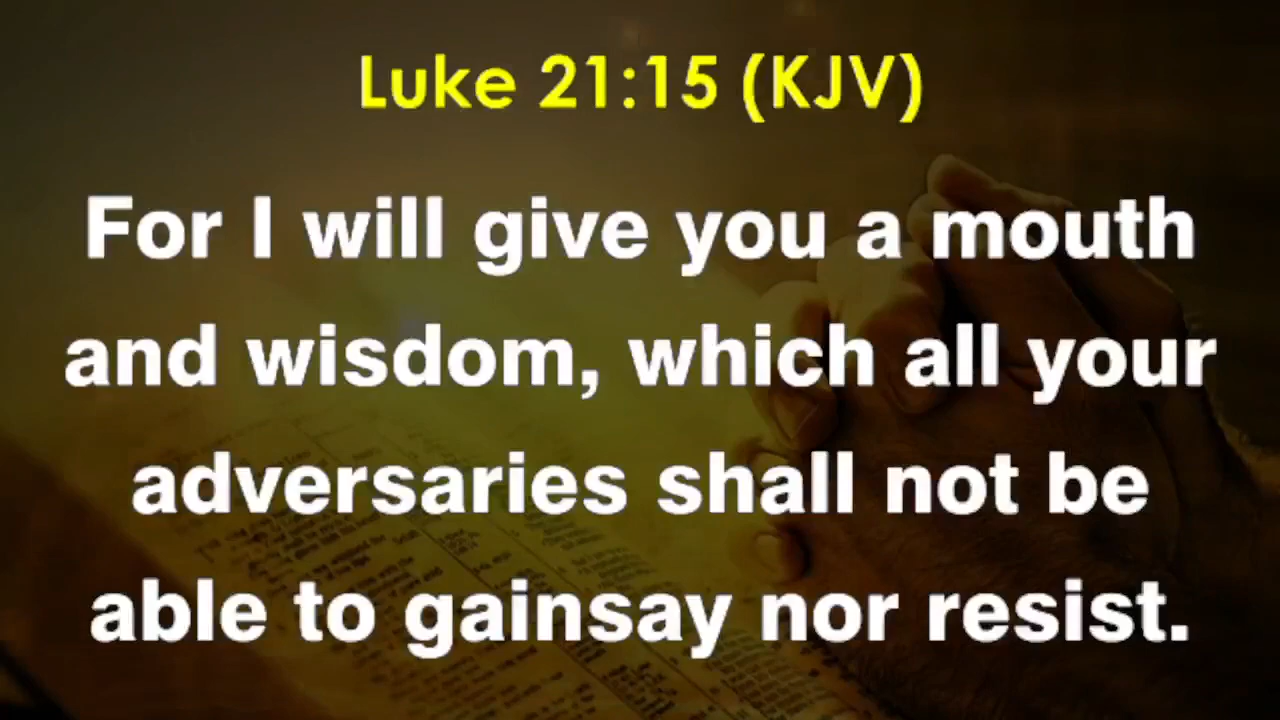 Luke 21:15 (KJV)
For I will give you a mouth
and wisdom, which all your
adversaries shall not be
able to gainsay nor resist.